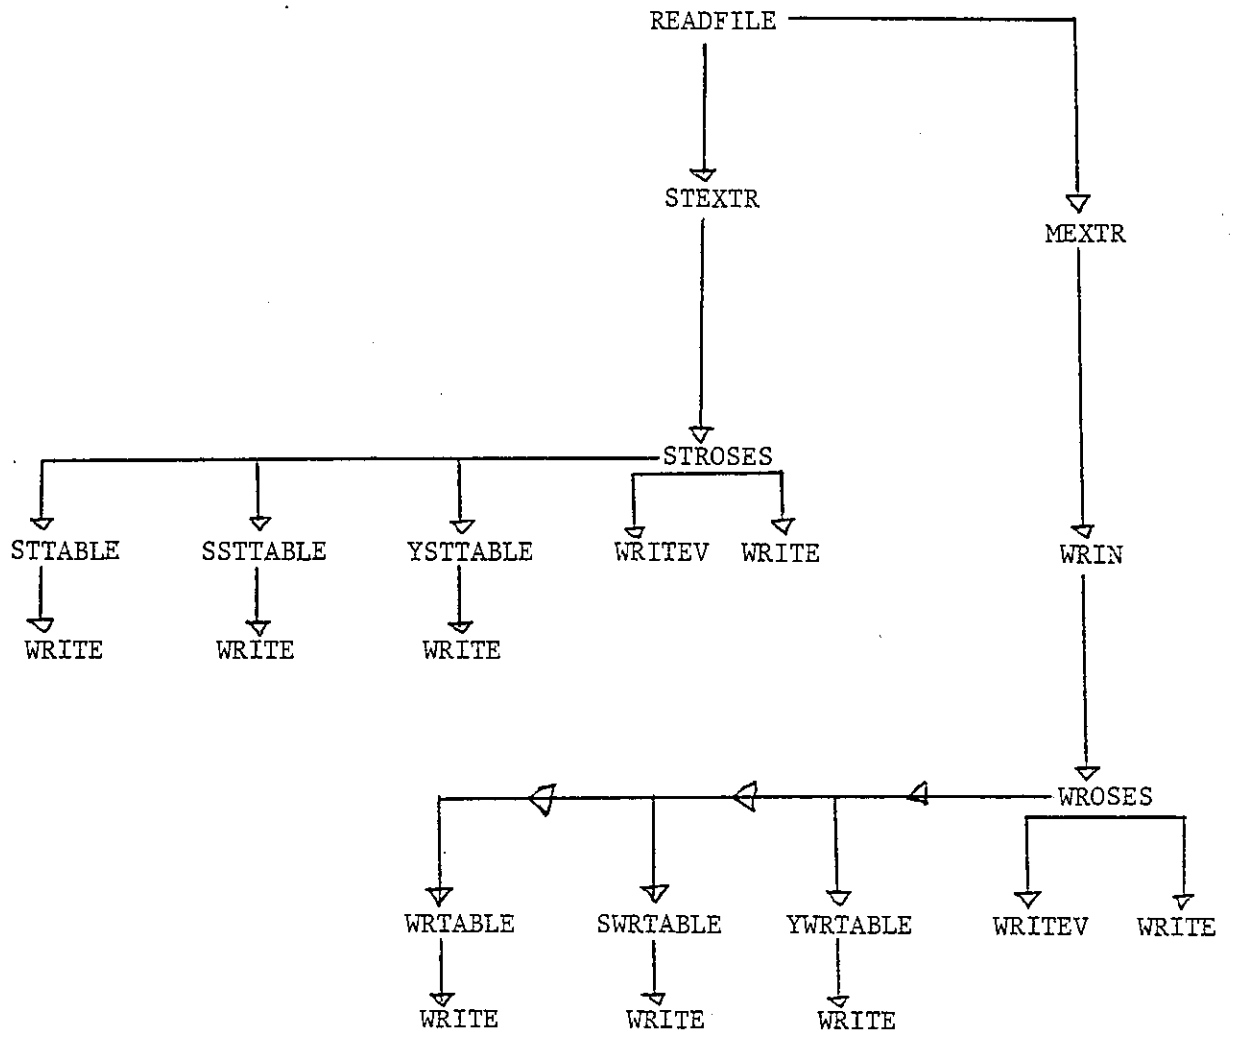 READFILE
STEXTR
MEXTR
STROSES
STTABLE SSTTABLE YSTTABLE WRITEV WRITE WRIN
WRITE WRITE WRITE
WROSES
WRTABLE SWRTABLE YWRTABLE WRITEV WRITE
WRITE WRITE WRITE